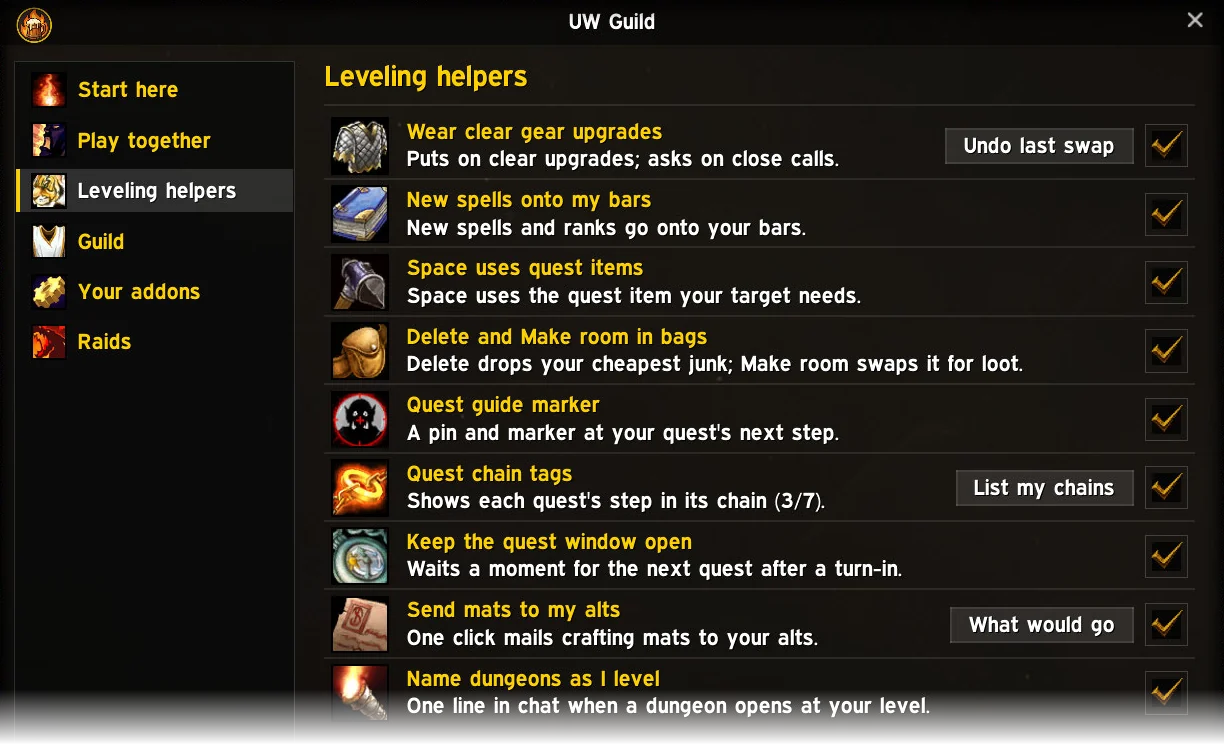 UW Guild
Start here
Play together
Leveling helpers
Guild
Your addons
Raids
Leveling helpers
Wear clear gear upgrades
Puts on clear upgrades; asks on close calls.
Undo last swap
New spells onto my bars
New spells and ranks go onto your bars.
Space uses quest items
Space uses the quest item your target needs.
Delete and Make room in bags
Delete drops your cheapest junk; Make room swaps it for loot.
Quest guide marker
A pin and marker at your quest's next step.
Quest chain tags
Shows each quest's step in its chain (3/7).
List my chains
Keep the quest window open
Waits a moment for the next quest after a turn-in.
Send mats to my alts
One click mails crafting mats to your alts.
What would go
Name dungeons as I level
One line in chat when a dungeon opens at your level.